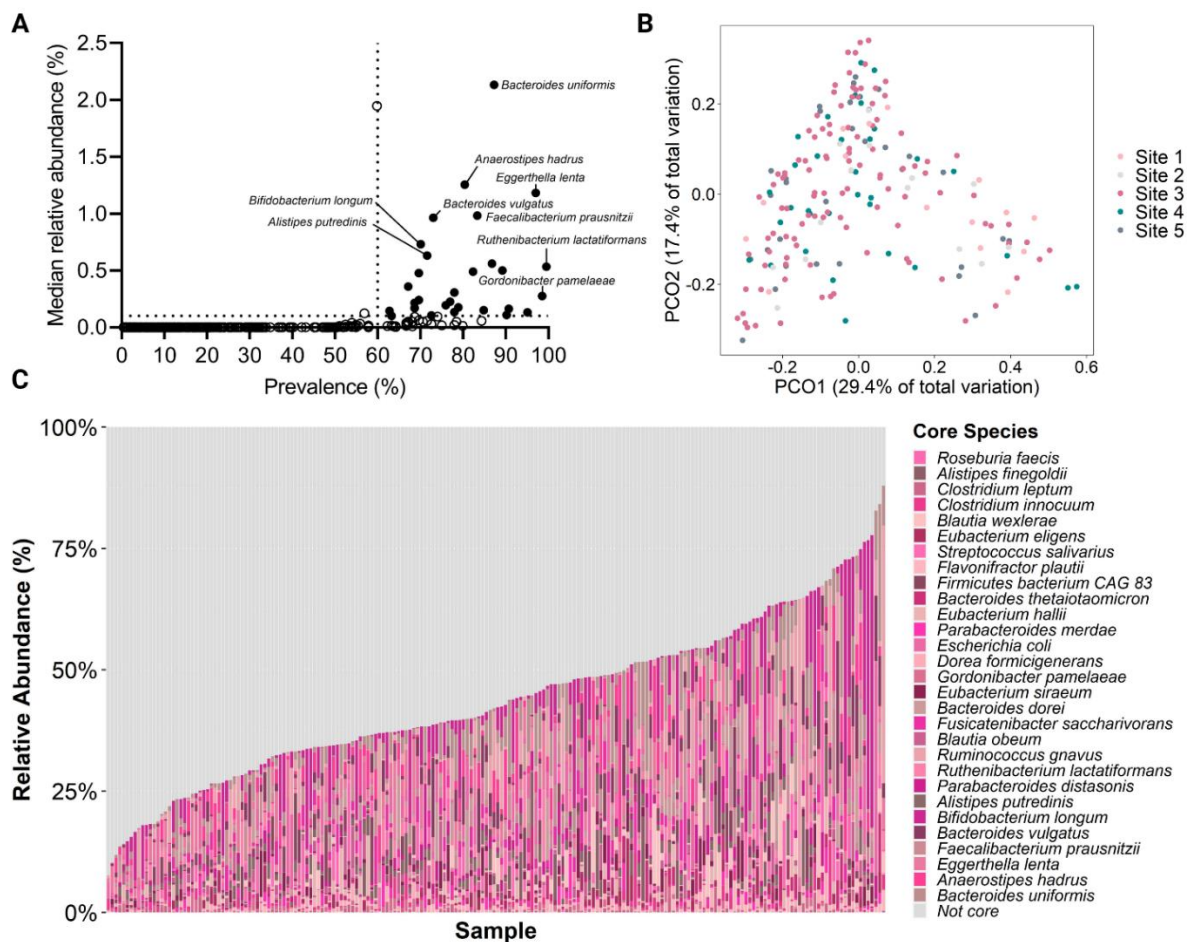 A
Median relative abundance (%)
2.5
2.0
1.5
1.0
0.5
0.0
Bacteroides uniformis
Anaerostipes hadrus
Eggerthella lenta
Bifidobacterium longum
Bacteroides vulgatus
Alistipes putredinis
Faecalibacterium prausnitzii
Ruthenibacterium lactatiformans
Gordonibacter pamelaeae
0 10 20 30 40 50 60 70 80 90 100
Prevalence (%)
B
PCO2 (17.4% of total variation)
0.2
0.0
-0.2
-0.2 0.0 0.2 0.4 0.6
PCO1 (29.4% of total variation)
Site 1
Site 2
Site 3
Site 4
Site 5
C
Relative Abundance (%)
100%
75%
50%
25%
0%
Sample
Core Species
Roseburia faecis
Alistipes finegoldii
Clostridium leptum
Clostridium innocuum
Blautia wexlerae
Eubacterium eligens
Streptococcus salivarius
Flavonifractor plautii
Firmicutes bacterium CAG 83
Bacteroides thetaiotaomicron
Eubacterium hallii
Parabacteroides merdae
Escherichia coli
Dorea formicigenerans
Gordonibacter pamelaeae
Eubacterium siraeum
Bacteroides dorei
Fusicatenibacter saccharivorans
Blautia obeum
Ruminococcus gnavus
Ruthenibacterium lactatiformans
Parabacteroides distasonis
Alistipes putredinis
Bifidobacterium longum
Bacteroides vulgatus
Faecalibacterium prausnitzii
Eggerthella lenta
Anaerostipes hadrus
Bacteroides uniformis
Not core